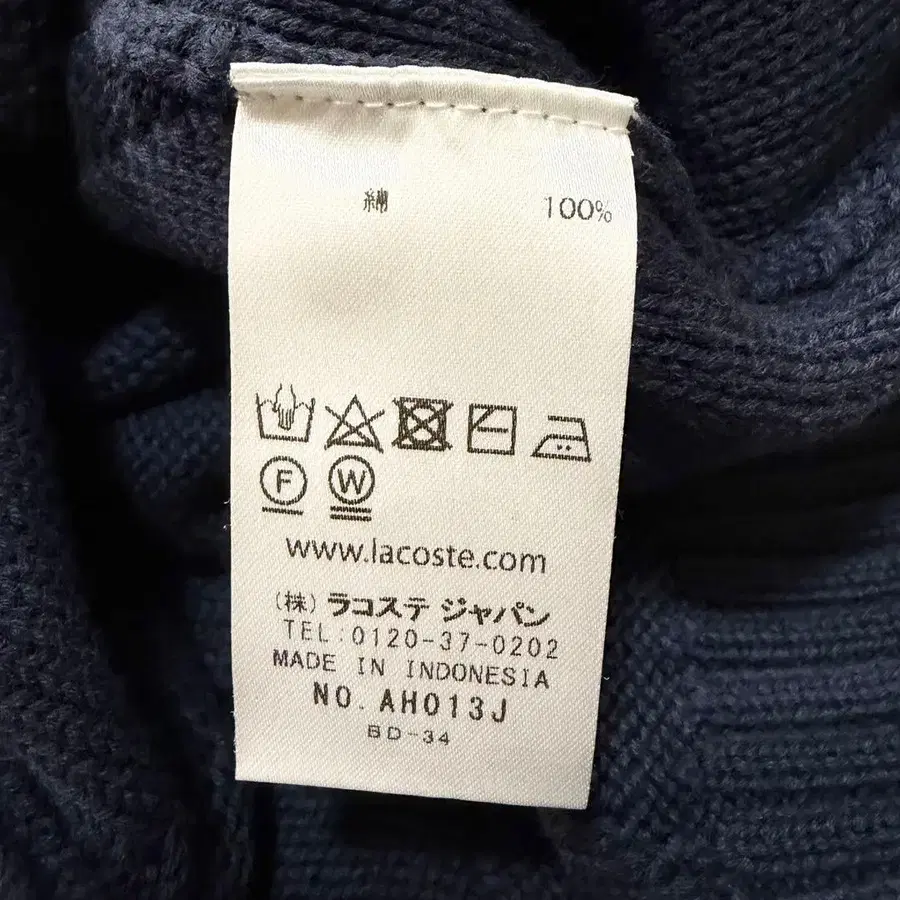 綿 100%
F W
www.lacoste.com
(株) ラコステ ジャパン
TEL:0120-37-0202
MADE IN INDONESIA
NO. AH013J
BD-34